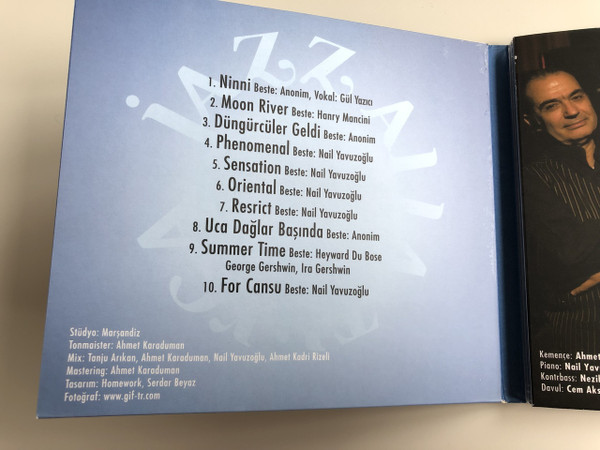 1. Ninni Beste: Anonim, Vokal: Gül Yazıcı
2. Moon River Beste: Hanry Mancini
3. Düngürcüler Geldi Beste: Anonim
4. Phenomenal Beste: Nail Yavuzoğlu
5. Sensation Beste: Nail Yavuzoğlu
6. Oriental Beste: Nail Yavuzoğlu
7. Resrict Beste: Nail Yavuzoğlu
8. Uca Dağlar Başında Beste: Anonim
9. Summer Time Beste: Heyward Du Bose
George Gershwin, Ira Gershwin
10. For Cansu Beste: Nail Yavuzoğlu
Stüdyo: Marşandiz
Tonmaister: Ahmet Karaduman
Mix: Tanju Arıkan, Ahmet Karaduman, Nail Yavuzoğlu, Ahmet Kadri Rizeli
Mastering: Ahmet Karaduman
Tasarım: Homework, Serdar Beyaz
Fotoğraf: www.gif-tr.com
Kemence: Ahme
Piano: Nail Yavu
Kontrbass: Nezih
Davul: Cem Aks